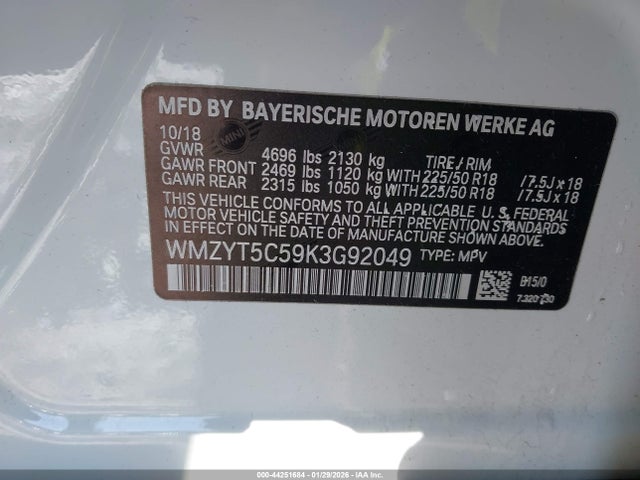 MFD BY BAYERISCHE MOTOREN WERKE AG
10/18
MINI
GVWR 4696 lbs 2130 kg TIRE/RIM
GAWR FRONT 2469 lbs 1120 kg WITH 225/50 R18 /7.5J x 18
GAWR REAR 2315 lbs 1050 kg WITH 225/50 R18 /7.5J x 18
THIS VEHICLE CONFORMS TO ALL APPLICABLE U.S. FEDERAL
MOTOR VEHICLE SAFETY AND THEFT PREVENTION STANDARDS
IN EFFECT ON THE DATE OF MANUFACTURE SHOWN ABOVE.
WMZYT5C59K3G92049 TYPE: MPV
B15/0
000-44251684 | 01/29/2026 | IAA Inc.